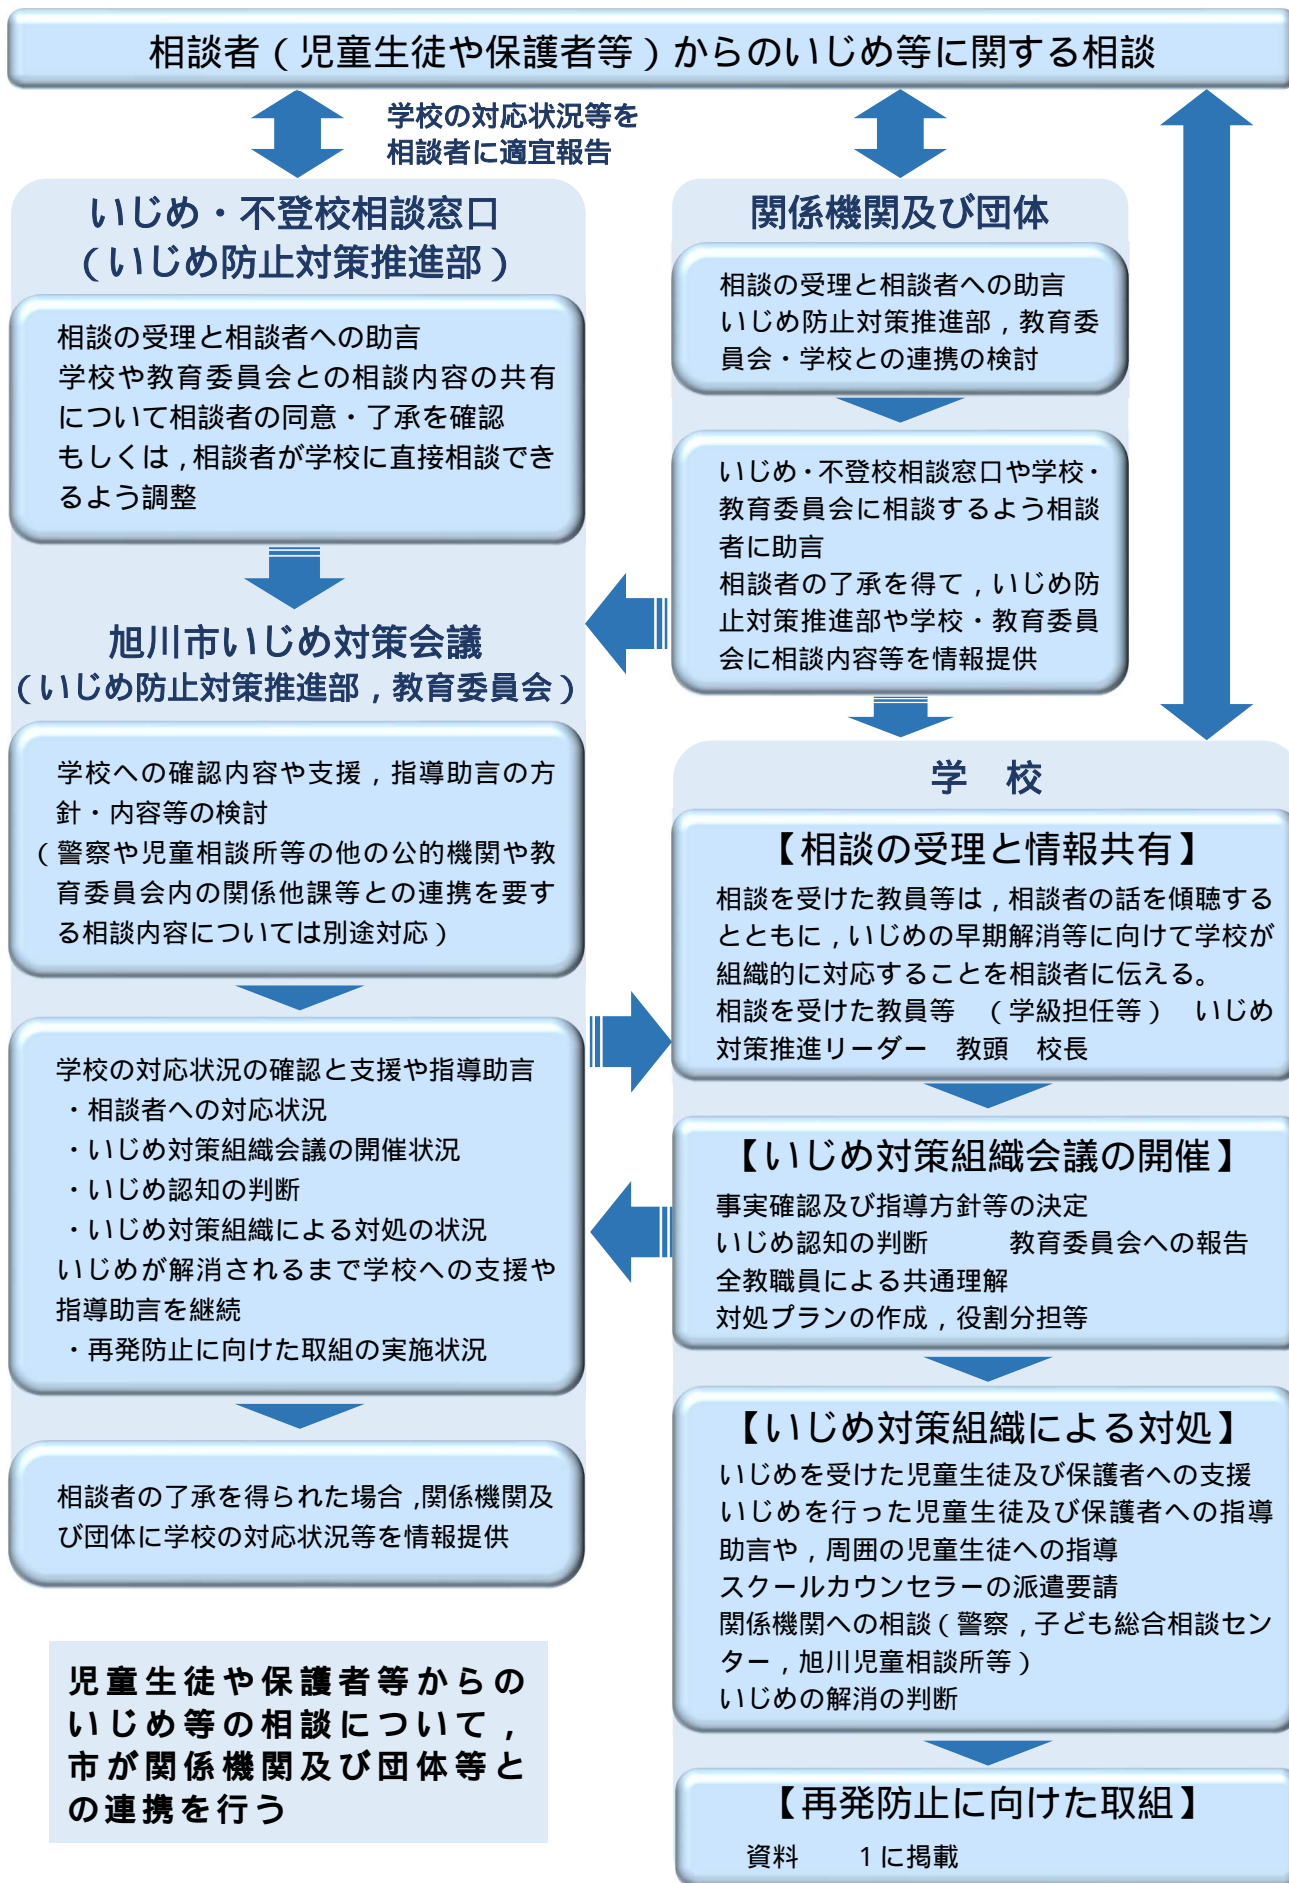 相談者（児童生徒や保護者等）からのいじめ等に関する相談
学校の対応状況等を
相談者に適宜報告
いじめ・不登校相談窓口
（いじめ防止対策推進部）
相談の受理と相談者への助言
学校や教育委員会との相談内容の共有
について相談者の同意・了承を確認
もしくは，相談者が学校に直接相談でき
るよう調整
旭川市いじめ対策会議
（いじめ防止対策推進部，教育委員会）
学校への確認内容や支援，指導助言の方
針・内容等の検討
（警察や児童相談所等の他の公的機関や教
育委員会内の関係他課等との連携を要す
る相談内容については別途対応）
学校の対応状況の確認と支援や指導助言
・相談者への対応状況
・いじめ対策組織会議の開催状況
・いじめ認知の判断
・いじめ対策組織による対処の状況
いじめが解消されるまで学校への支援や
指導助言を継続
・再発防止に向けた取組の実施状況
相談者の了承を得られた場合，関係機関及
び団体に学校の対応状況等を情報提供
児童生徒や保護者等からの
いじめ等の相談について，
市が関係機関及び団体等と
の連携を行う
関係機関及び団体
相談の受理と相談者への助言
いじめ防止対策推進部，教育委
員会・学校との連携の検討
いじめ・不登校相談窓口や学校・
教育委員会に相談するよう相談
者に助言
相談者の了承を得て，いじめ防
止対策推進部や学校・教育委員
会に相談内容等を情報提供
学　校
【相談の受理と情報共有】
相談を受けた教員等は，相談者の話を傾聴する
とともに，いじめの早期解消等に向けて学校が
組織的に対応することを相談者に伝える。
相談を受けた教員等　（学級担任等）　いじめ
対策推進リーダー　教頭　校長
【いじめ対策組織会議の開催】
事実確認及び指導方針等の決定
いじめ認知の判断　　　教育委員会への報告
全教職員による共通理解
対処プランの作成，役割分担等
【いじめ対策組織による対処】
いじめを受けた児童生徒及び保護者への支援
いじめを行った児童生徒及び保護者への指導
助言や，周囲の児童生徒への指導
スクールカウンセラーの派遣要請
関係機関への相談（警察，子ども総合相談セン
ター，旭川児童相談所等）
いじめの解消の判断
【再発防止に向けた取組】
資料　　1に掲載